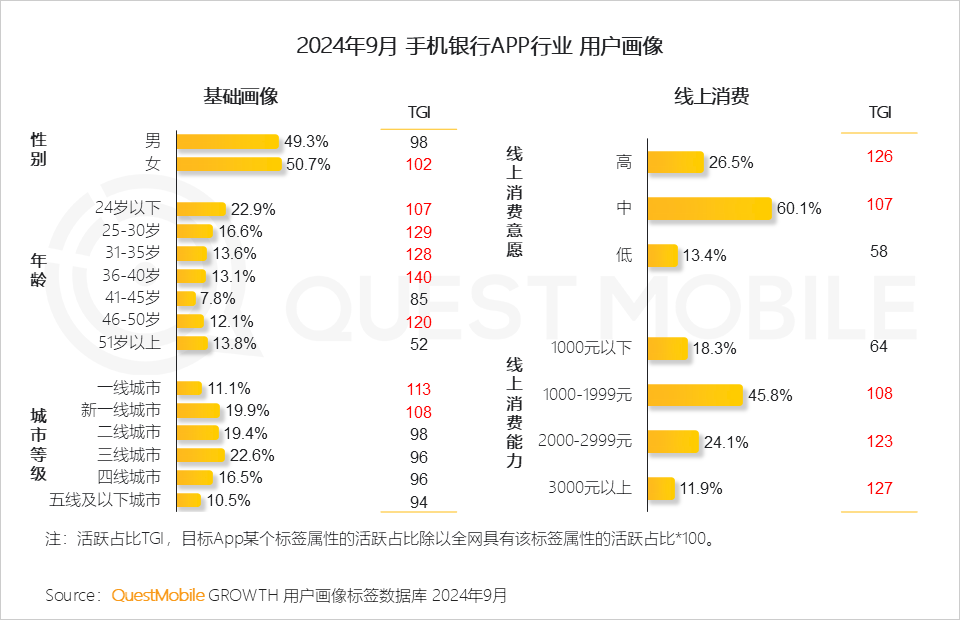 2024年9月 手机银行APP行业 用户画像
基础画像
TGI
性别
男 49.3% 98
女 50.7% 102
年龄
24岁以下 22.9% 107
25-30岁 16.6% 129
31-35岁 13.6% 128
36-40岁 13.1% 140
41-45岁 7.8% 85
46-50岁 12.1% 120
51岁以上 13.8% 52
城市等级
一线城市 11.1% 113
新一线城市 19.9% 108
二线城市 19.4% 98
三线城市 22.6% 96
四线城市 16.5% 96
五线及以下城市 10.5% 94
线上消费
TGI
线上消费意愿
高 26.5% 126
中 60.1% 107
低 13.4% 58
线上消费能力
1000元以下 18.3% 64
1000-1999元 45.8% 108
2000-2999元 24.1% 123
3000元以上 11.9% 127
QUEST MOBILE
注：活跃占比TGI，目标App某个标签属性的活跃占比除以全网具有该标签属性的活跃占比*100。
Source：QuestMobile GROWTH 用户画像标签数据库 2024年9月